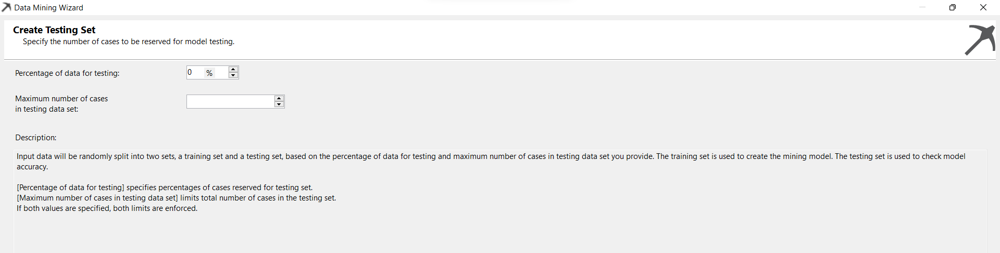 Data Mining Wizard
Create Testing Set
Specify the number of cases to be reserved for model testing.
Percentage of data for testing:
0 %
Maximum number of cases
in testing data set:
Description:
Input data will be randomly split into two sets, a training set and a testing set, based on the percentage of data for testing and maximum number of cases in testing data set you provide. The training set is used to create the mining model. The testing set is used to check model
accuracy.
[Percentage of data for testing] specifies percentages of cases reserved for testing set.
[Maximum number of cases in testing data set] limits total number of cases in the testing set.
If both values are specified, both limits are enforced.